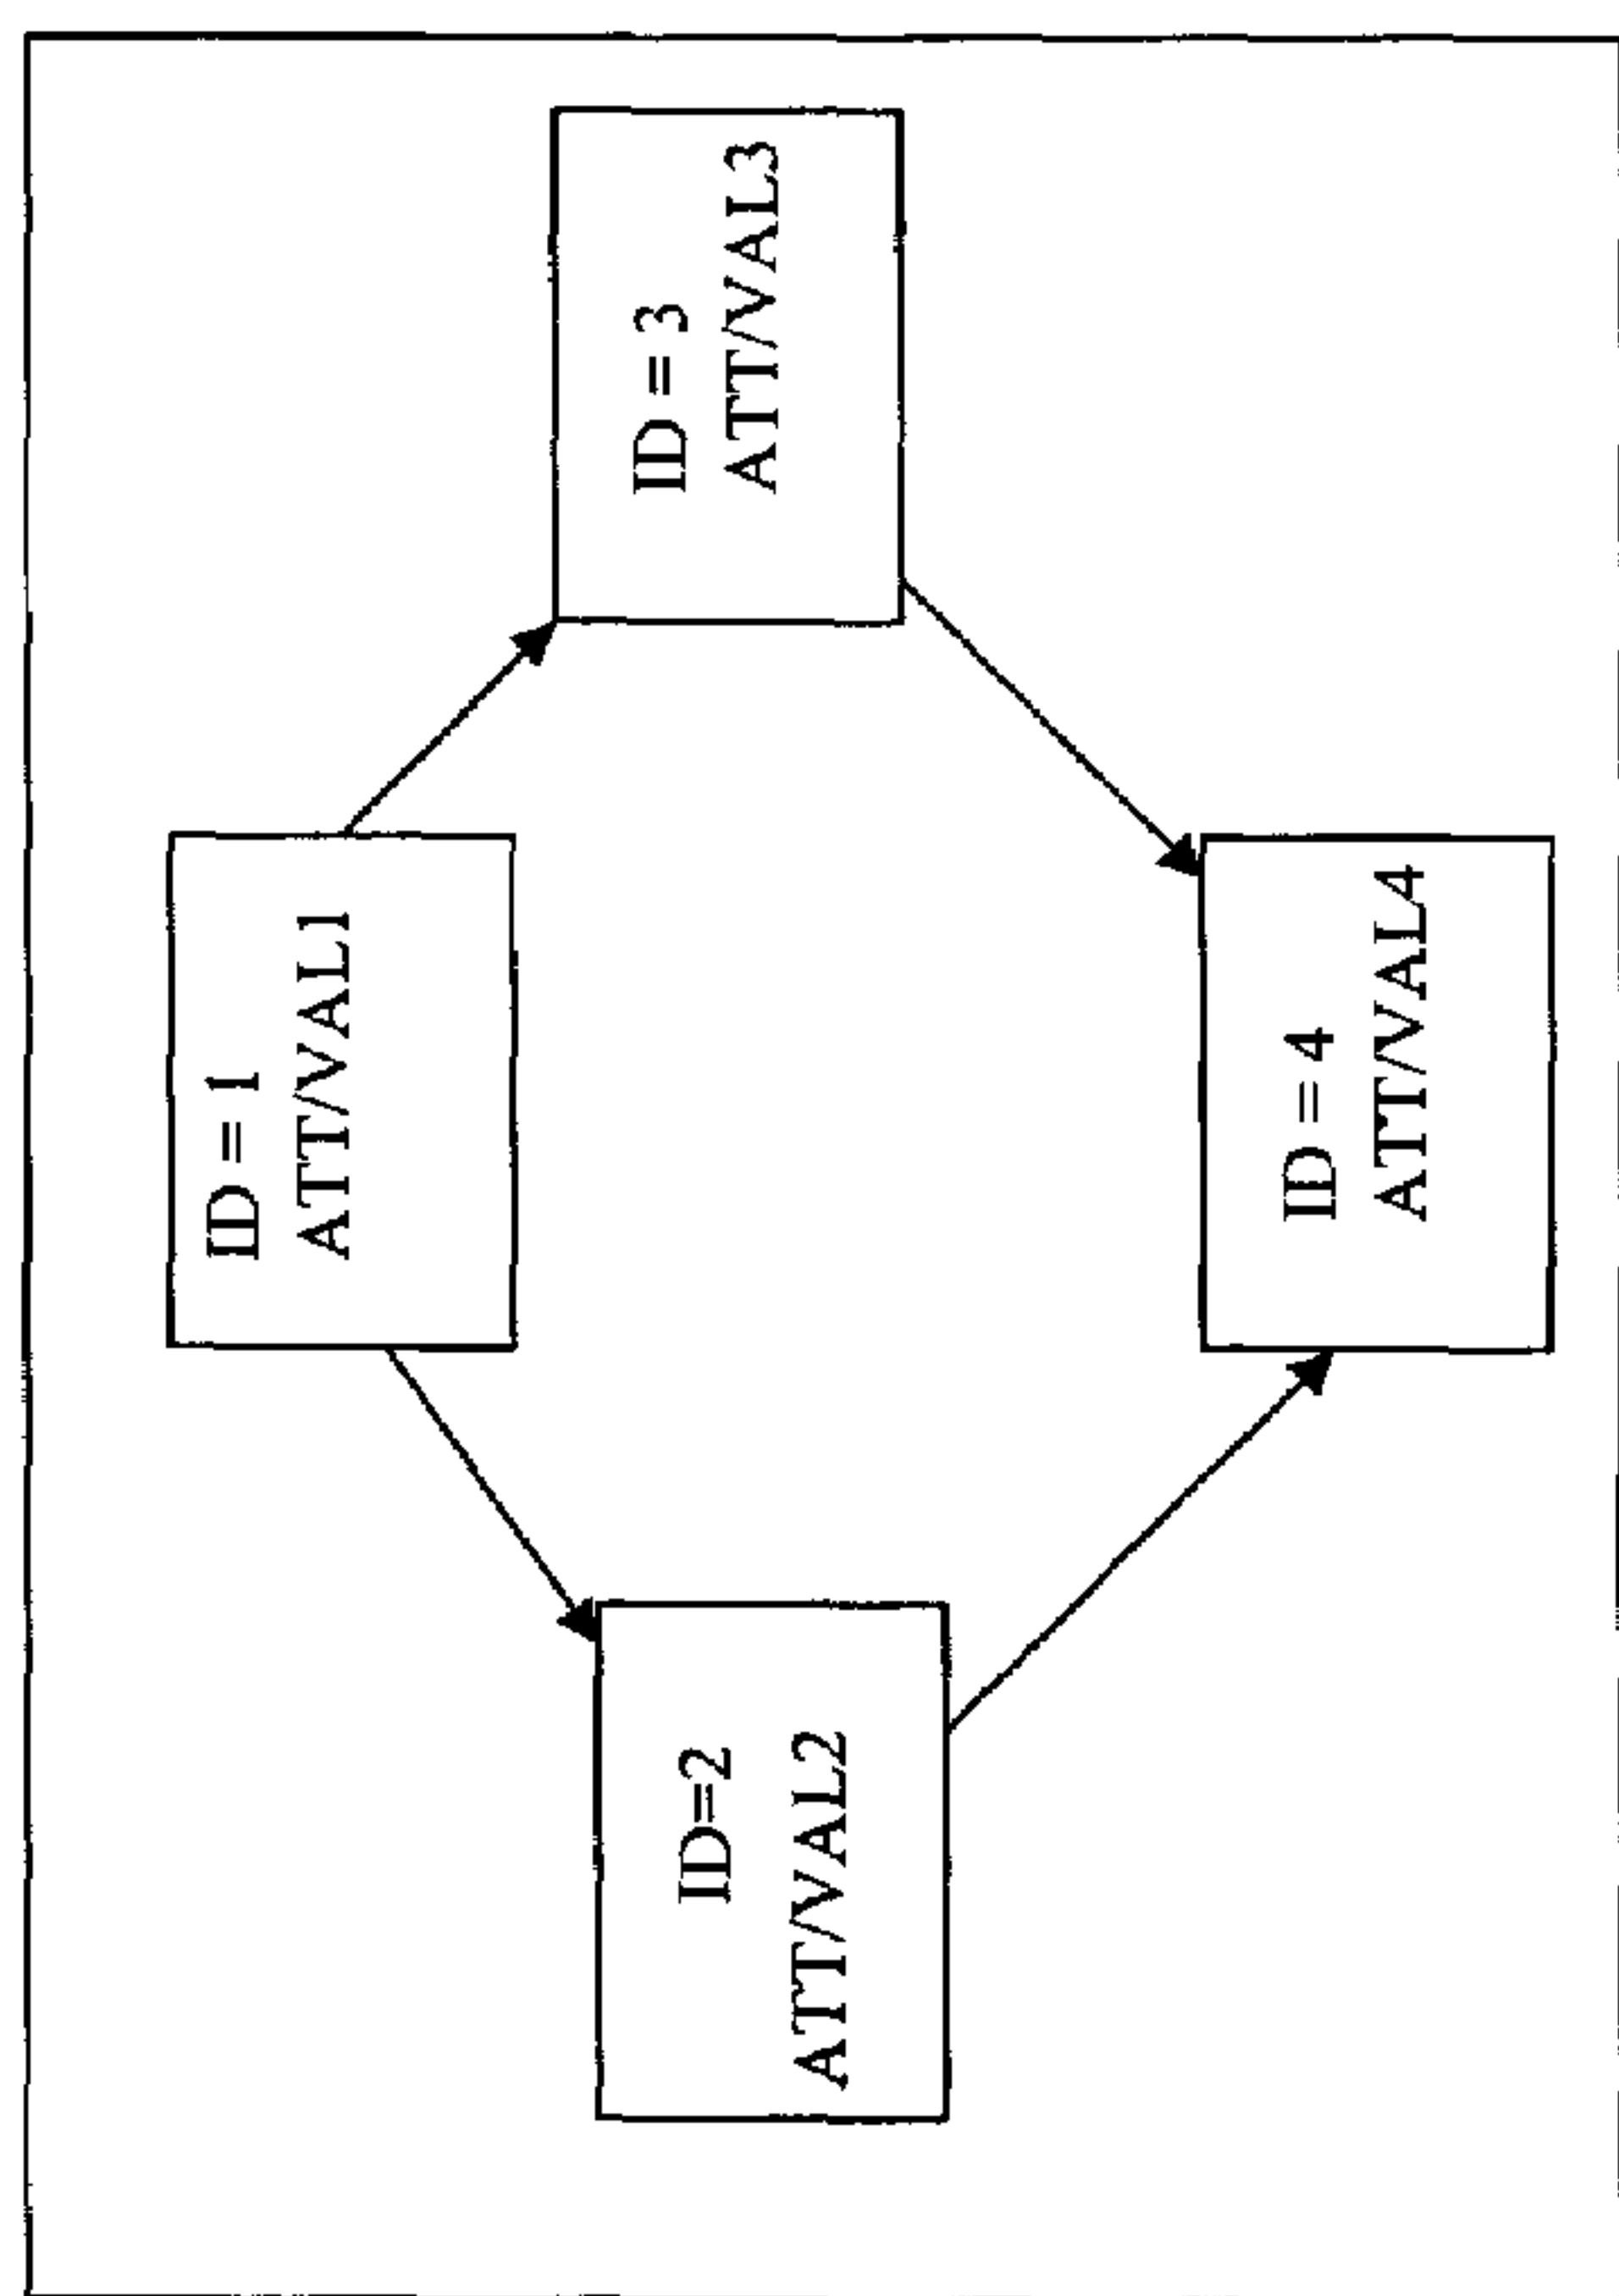 ID = 1
ATT/VAL1
ID=2
ATT/VAL2
ID = 3
ATT/VAL3
ID = 4
ATT/VAL4